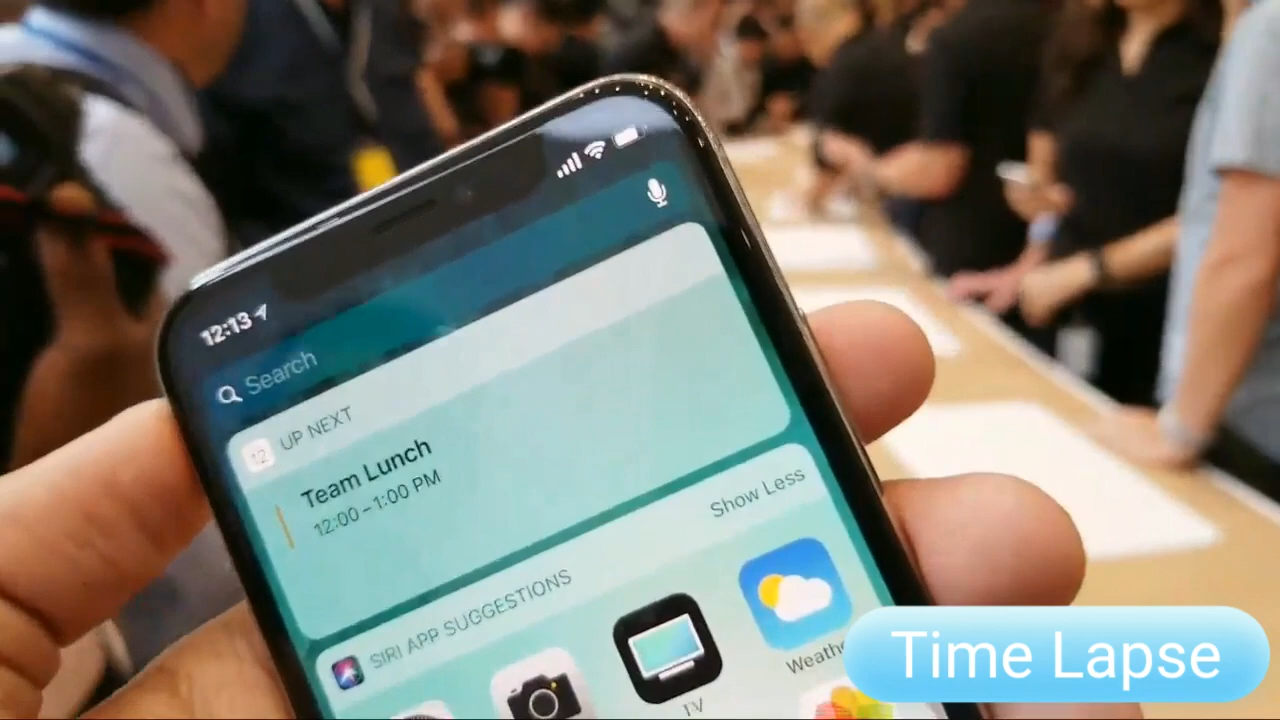 12:13
Search
12
UP NEXT
Team Lunch
12:00 – 1:00 PM
Show Less
SIRI APP SUGGESTIONS
TV
Weathe
Time Lapse